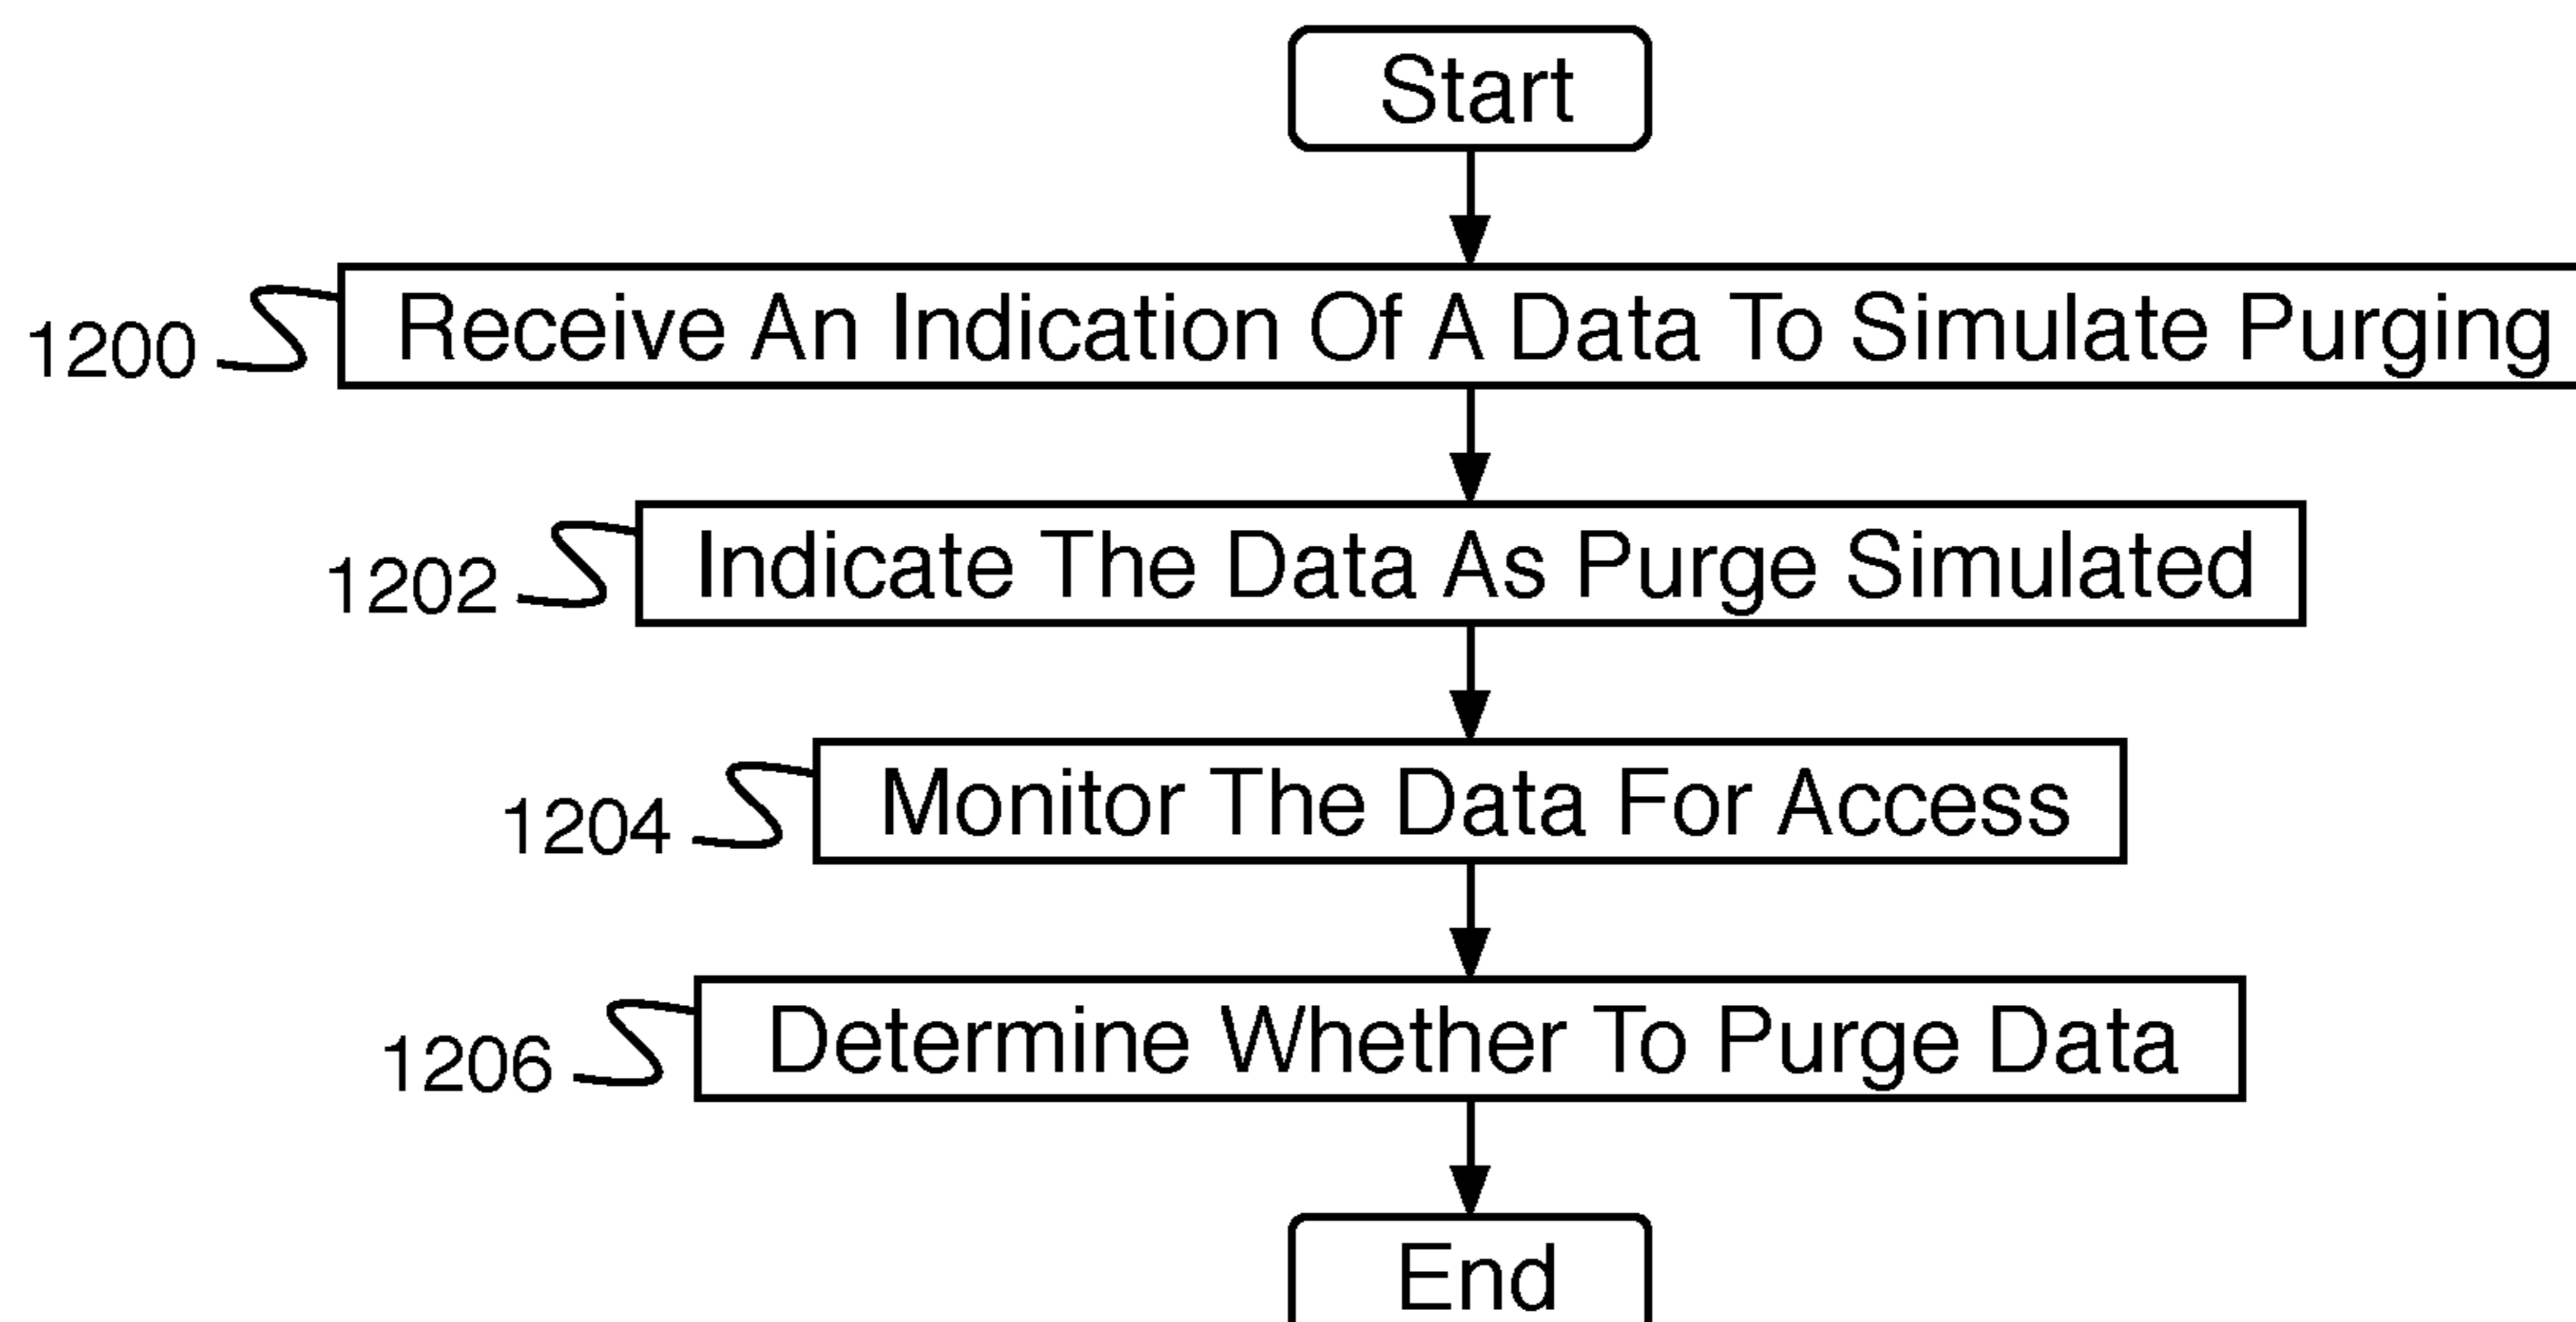 Start
1200 Receive An Indication Of A Data To Simulate Purging
1202 Indicate The Data As Purge Simulated
1204 Monitor The Data For Access
1206 Determine Whether To Purge Data
End